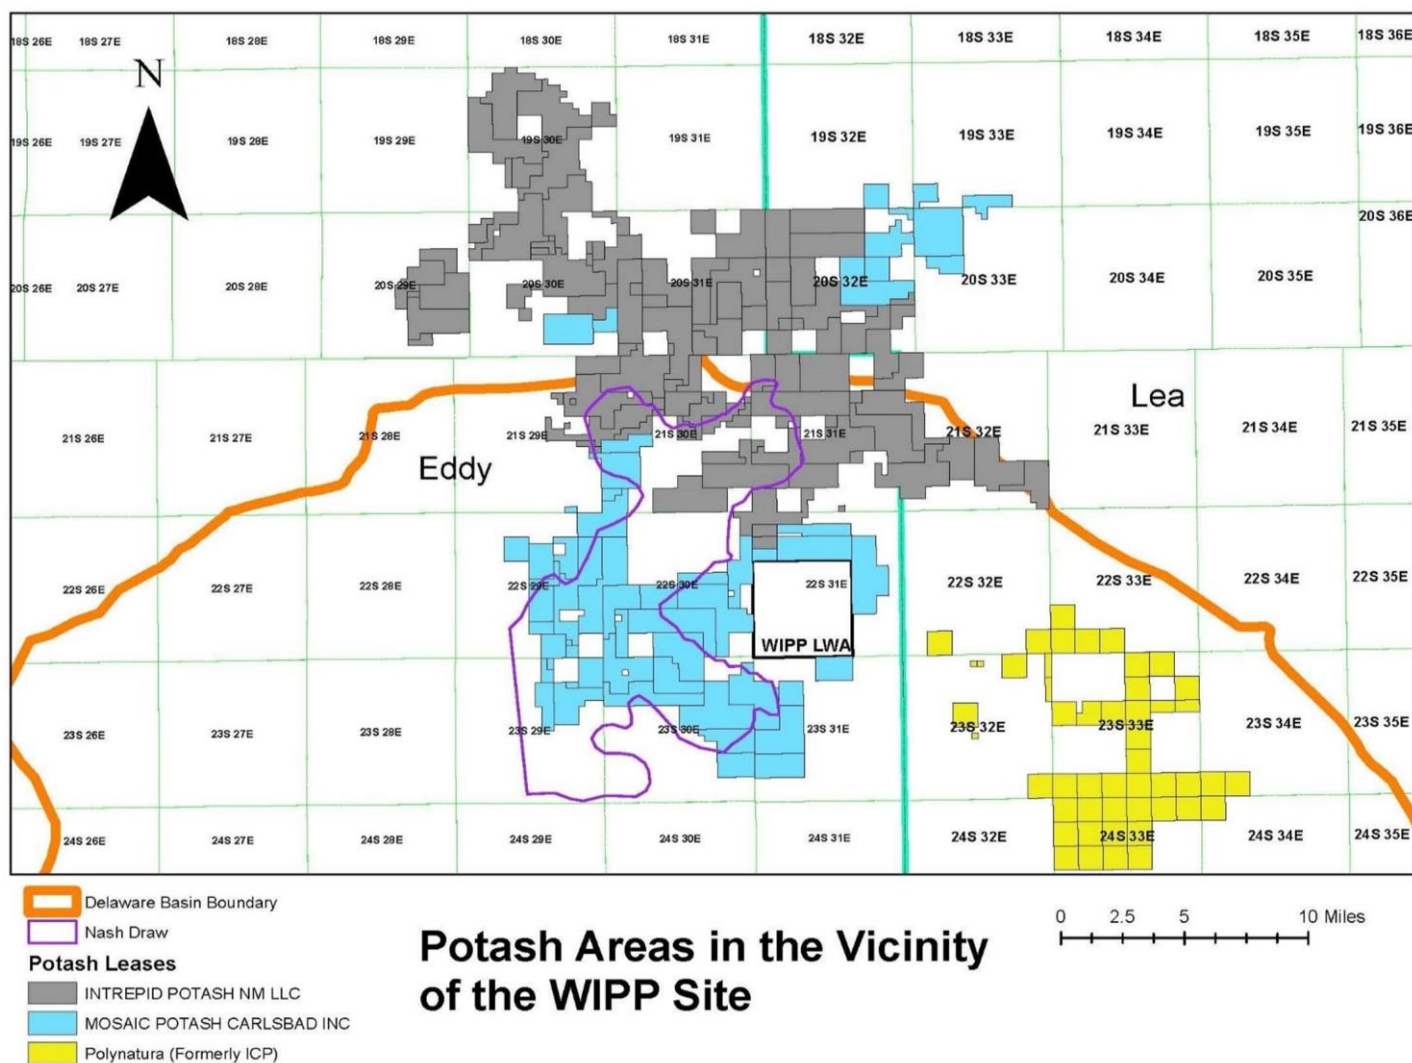 18S 26E 18S 27E 18S 28E 18S 29E 18S 30E 18S 31E 18S 32E 18S 33E 18S 34E 18S 35E 18S 36E
N
19S 26E 19S 27E 19S 28E 19S 29E 19S 30E 19S 31E 19S 32E 19S 33E 19S 34E 19S 35E 19S 36E
20S 36E
20S 26E 20S 27E 20S 28E 20S 29E 20S 30E 20S 31E 20S 32E 20S 33E 20S 34E 20S 35E
Lea
21S 26E 21S 27E 21S 28E 21S 29E 21S 30E 21S 31E 21S 32E 21S 33E 21S 34E 21S 35E
Eddy
22S 26E 22S 27E 22S 28E 22S 29E 22S 30E 22S 31E 22S 32E 22S 33E 22S 34E 22S 35E
WIPP LWA
23S 26E 23S 27E 23S 28E 23S 29E 23S 30E 23S 31E 23S 32E 23S 33E 23S 34E 23S 35E
24S 26E 24S 27E 24S 28E 24S 29E 24S 30E 24S 31E 24S 32E 24S 33E 24S 34E 24S 35E
Delaware Basin Boundary
Nash Draw
Potash Leases
INTREPID POTASH NM LLC
MOSAIC POTASH CARLSBAD INC
Polynatura (Formerly ICP)
Potash Areas in the Vicinity
of the WIPP Site
0 2.5 5 10 Miles